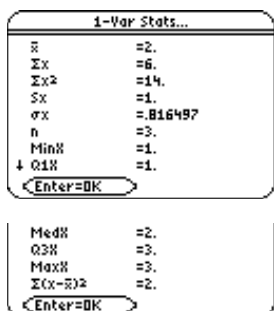 1-Var Stats...
x̄ =2.
Σx =6.
Σx² =14.
Sx =1.
σx =.816497
n =3.
MinX =1.
↓ Q1X =1.
Enter=OK
MedX =2.
Q3X =3.
MaxX =3.
Σ(x-x̄)² =2.
Enter=OK